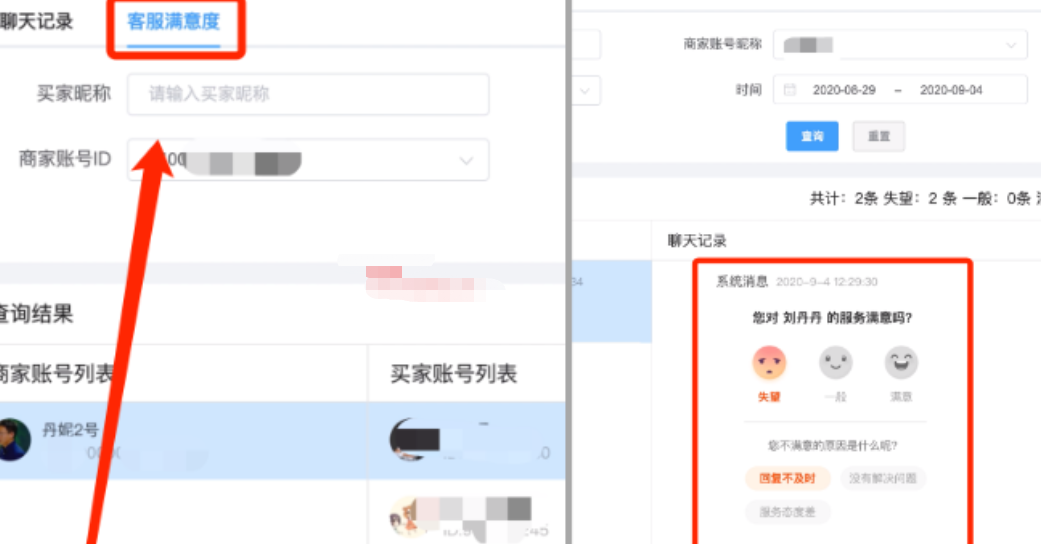 聊天记录
客服满意度
买家昵称
请输入买家昵称
商家账号ID
查询结果
商家账号列表
买家账号列表
丹妮2号
商家账号昵称
时间
2020-06-29 – 2020-09-04
查询
重置
共计: 2条 失望: 2 条 一般: 0条
聊天记录
系统消息 2020-9-4 12:29:30
您对 刘丹丹 的服务满意吗?
失望
一般
满意
您不满意的原因是什么呢?
回复不及时
没有解决问题
服务态度差